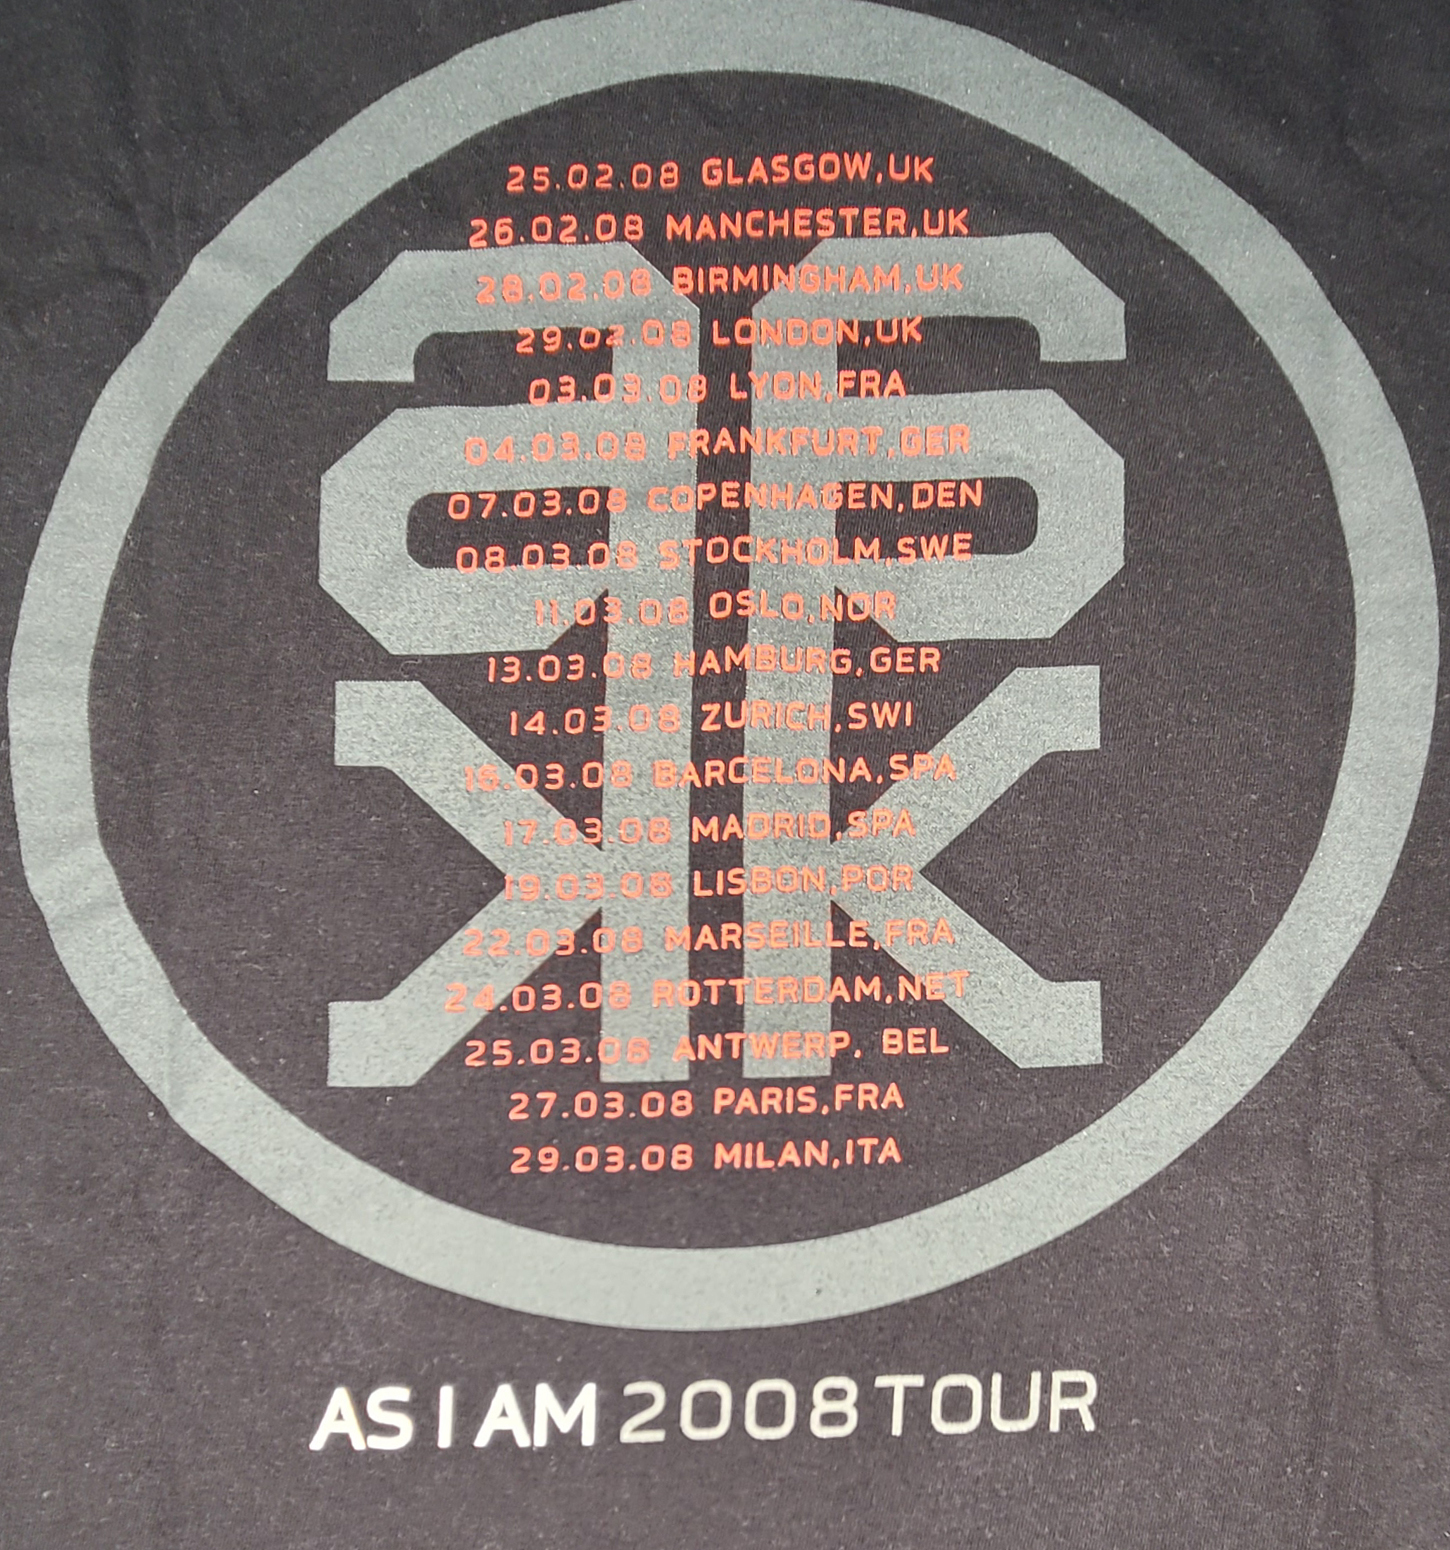 25.02.08 GLASGOW,UK
26.02.08 MANCHESTER,UK
28.02.08 BIRMINGHAM,UK
29.02.08 LONDON,UK
03.03.08 LYON,FRA
04.03.08 FRANKFURT,GER
07.03.08 COPENHAGEN,DEN
08.03.08 STOCKHOLM,SWE
11.03.08 OSLO,NOR
13.03.08 HAMBURG,GER
14.03.08 ZURICH,SWI
16.03.08 BARCELONA,SPA
17.03.08 MADRID,SPA
19.03.08 LISBON,POR
22.03.08 MARSEILLE,FRA
24.03.08 ROTTERDAM,NET
25.03.08 ANTWERP, BEL
27.03.08 PARIS,FRA
29.03.08 MILAN,ITA
AS I AM 2008 TOUR